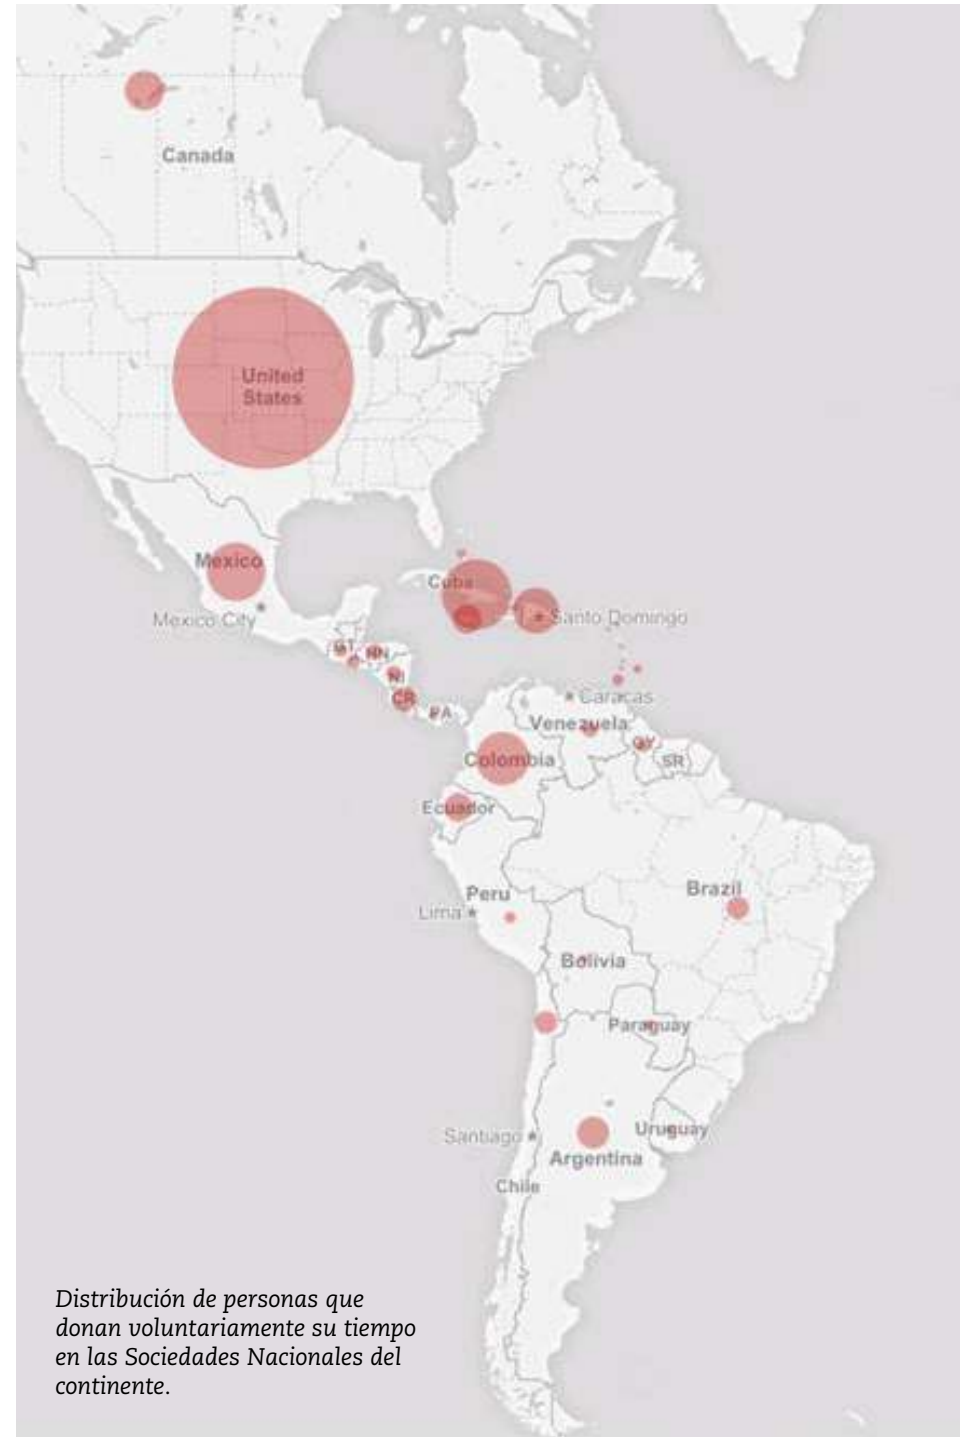 Canada
United
States
Mexico
Cuba
Mexico City
Santo Domingo
GT
HN
NI
CR
PA
Caracas
Venezuela
GY
SR
Colombia
Ecuador
Peru
Brazil
Lima
Bolivia
Paraguay
Santiago
Uruguay
Argentina
Chile
Distribución de personas que
donan voluntariamente su tiempo
en las Sociedades Nacionales del
continente.